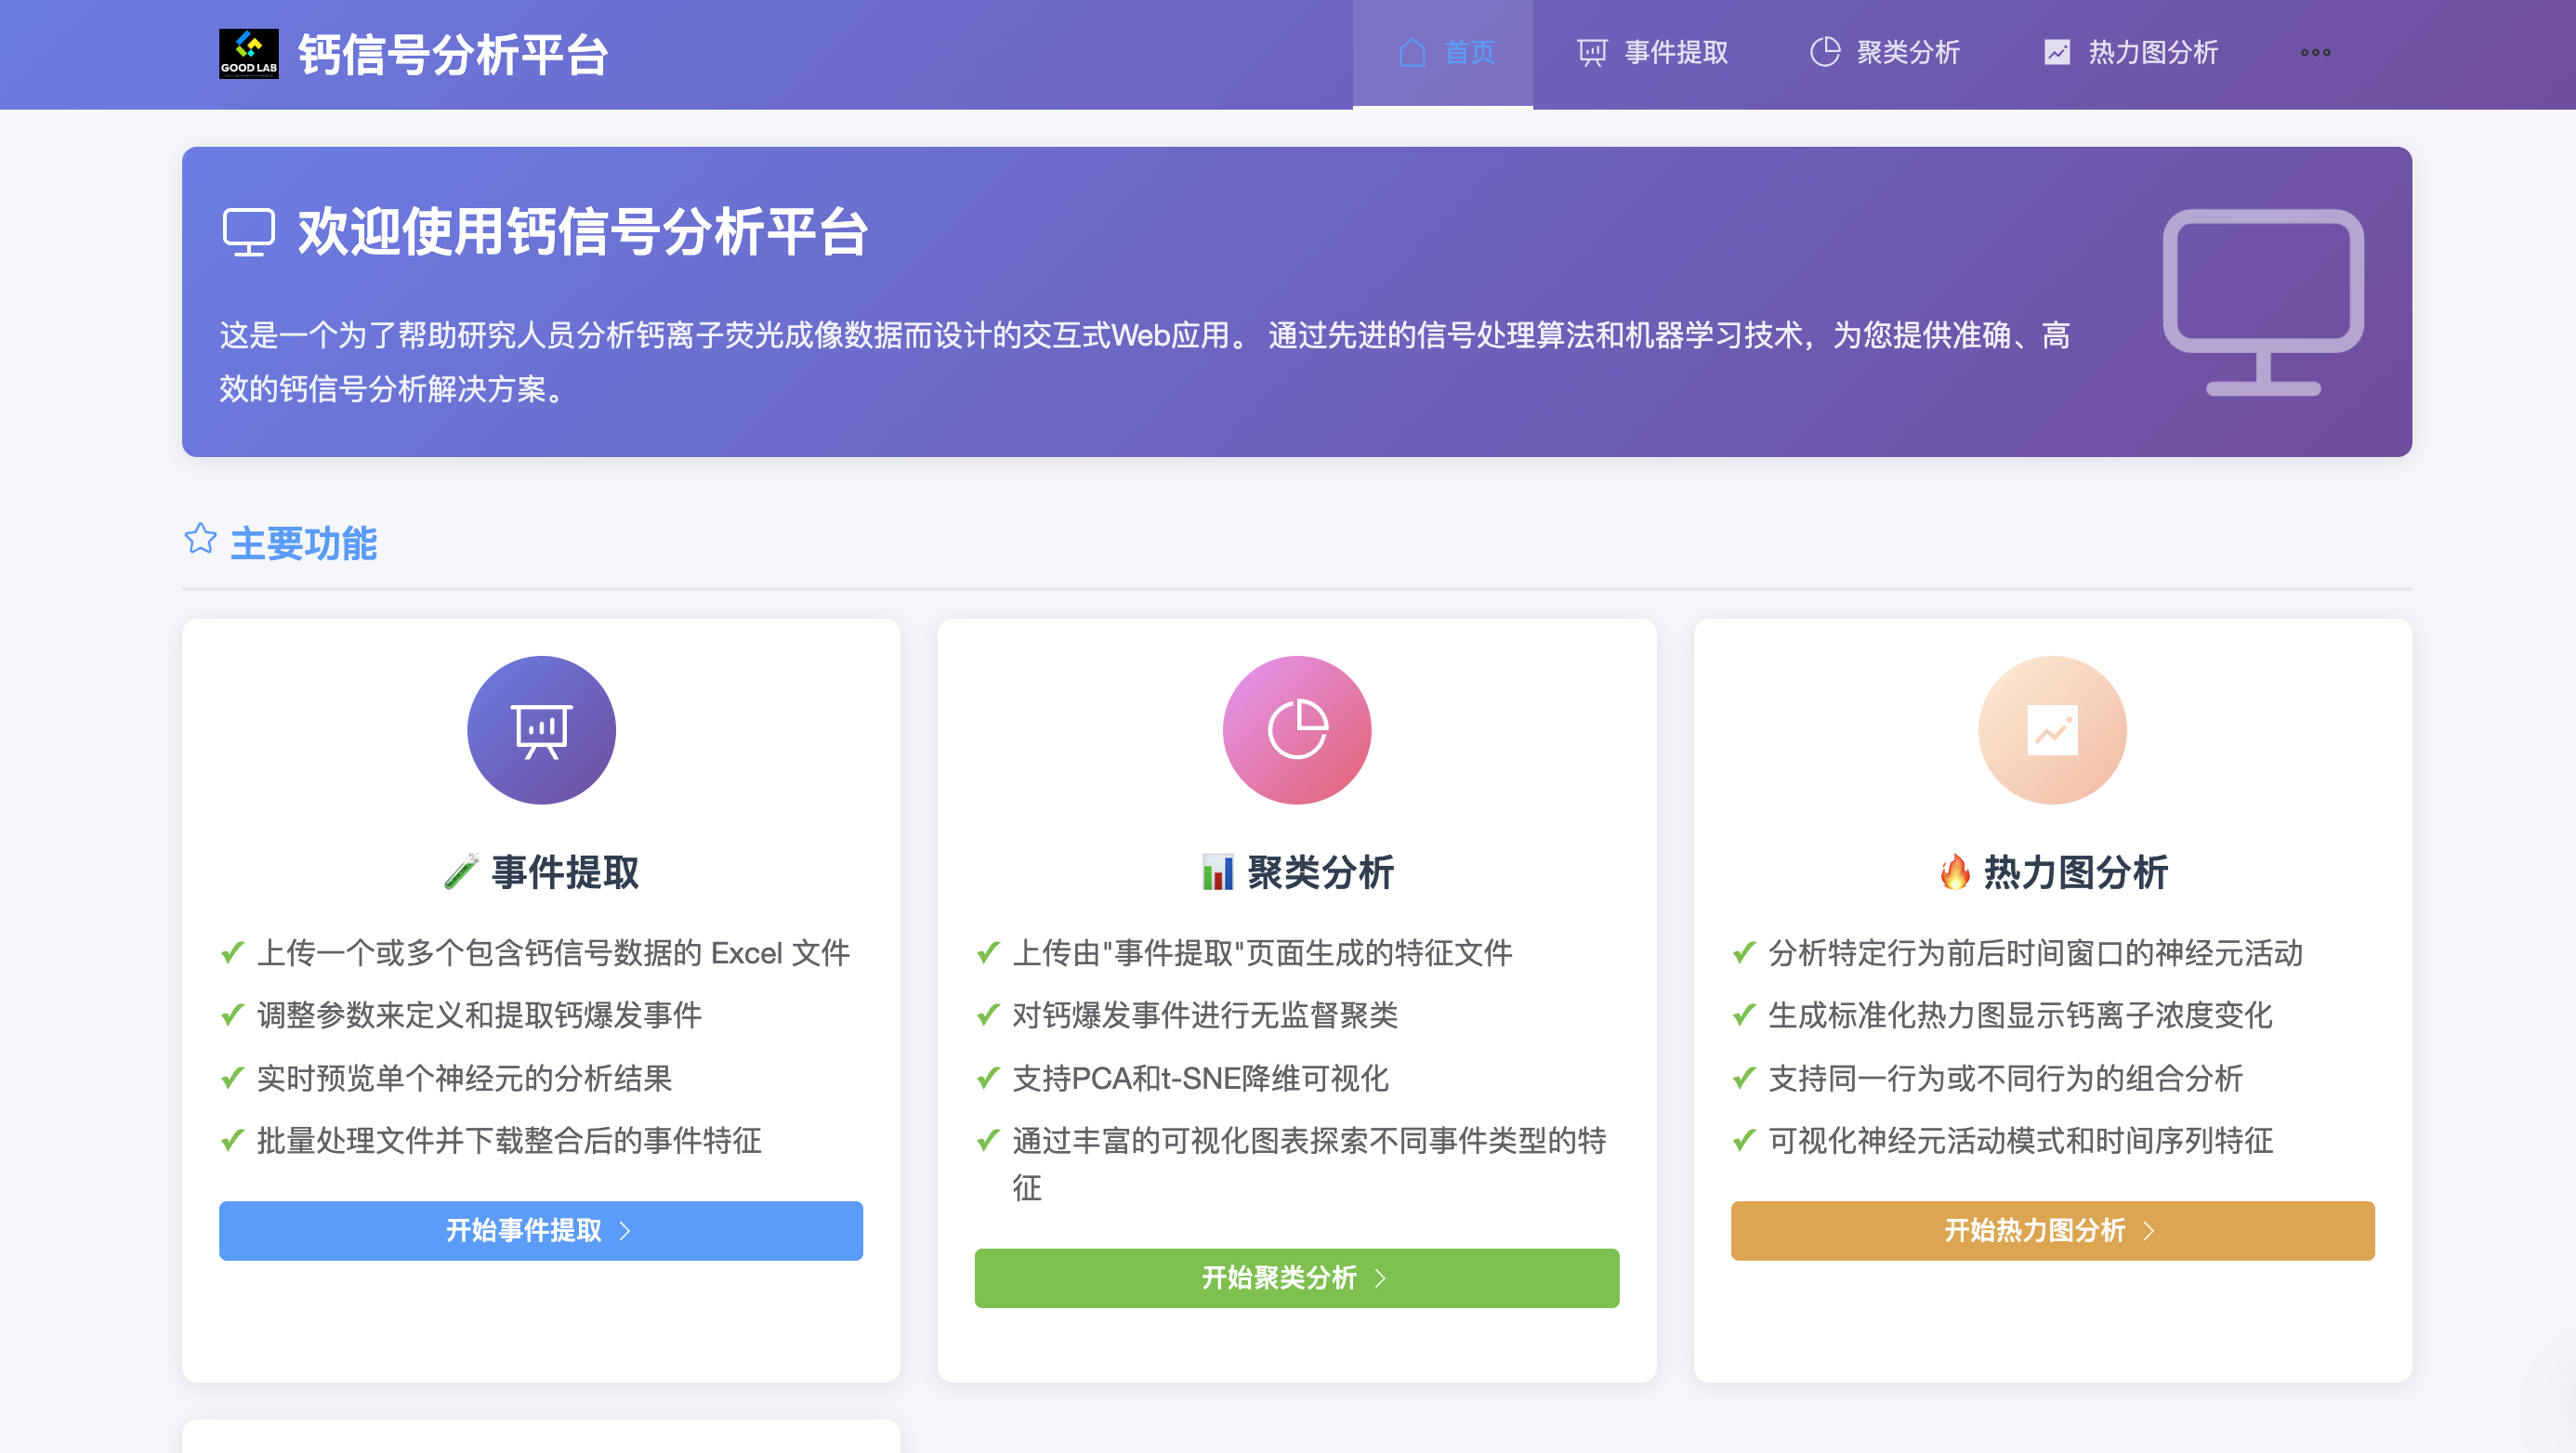 GOOD LAB
钙信号分析平台
首页
事件提取
聚类分析
热力图分析
欢迎使用钙信号分析平台
这是一个为了帮助研究人员分析钙离子荧光成像数据而设计的交互式Web应用。 通过先进的信号处理算法和机器学习技术，为您提供准确、高
效的钙信号分析解决方案。
主要功能
事件提取
✔ 上传一个或多个包含钙信号数据的 Excel 文件
✔ 调整参数来定义和提取钙爆发事件
✔ 实时预览单个神经元的分析结果
✔ 批量处理文件并下载整合后的事件特征
开始事件提取
聚类分析
✔ 上传由"事件提取"页面生成的特征文件
✔ 对钙爆发事件进行无监督聚类
✔ 支持PCA和t-SNE降维可视化
✔ 通过丰富的可视化图表探索不同事件类型的特
征
开始聚类分析
热力图分析
✔ 分析特定行为前后时间窗口的神经元活动
✔ 生成标准化热力图显示钙离子浓度变化
✔ 支持同一行为或不同行为的组合分析
✔ 可视化神经元活动模式和时间序列特征
开始热力图分析